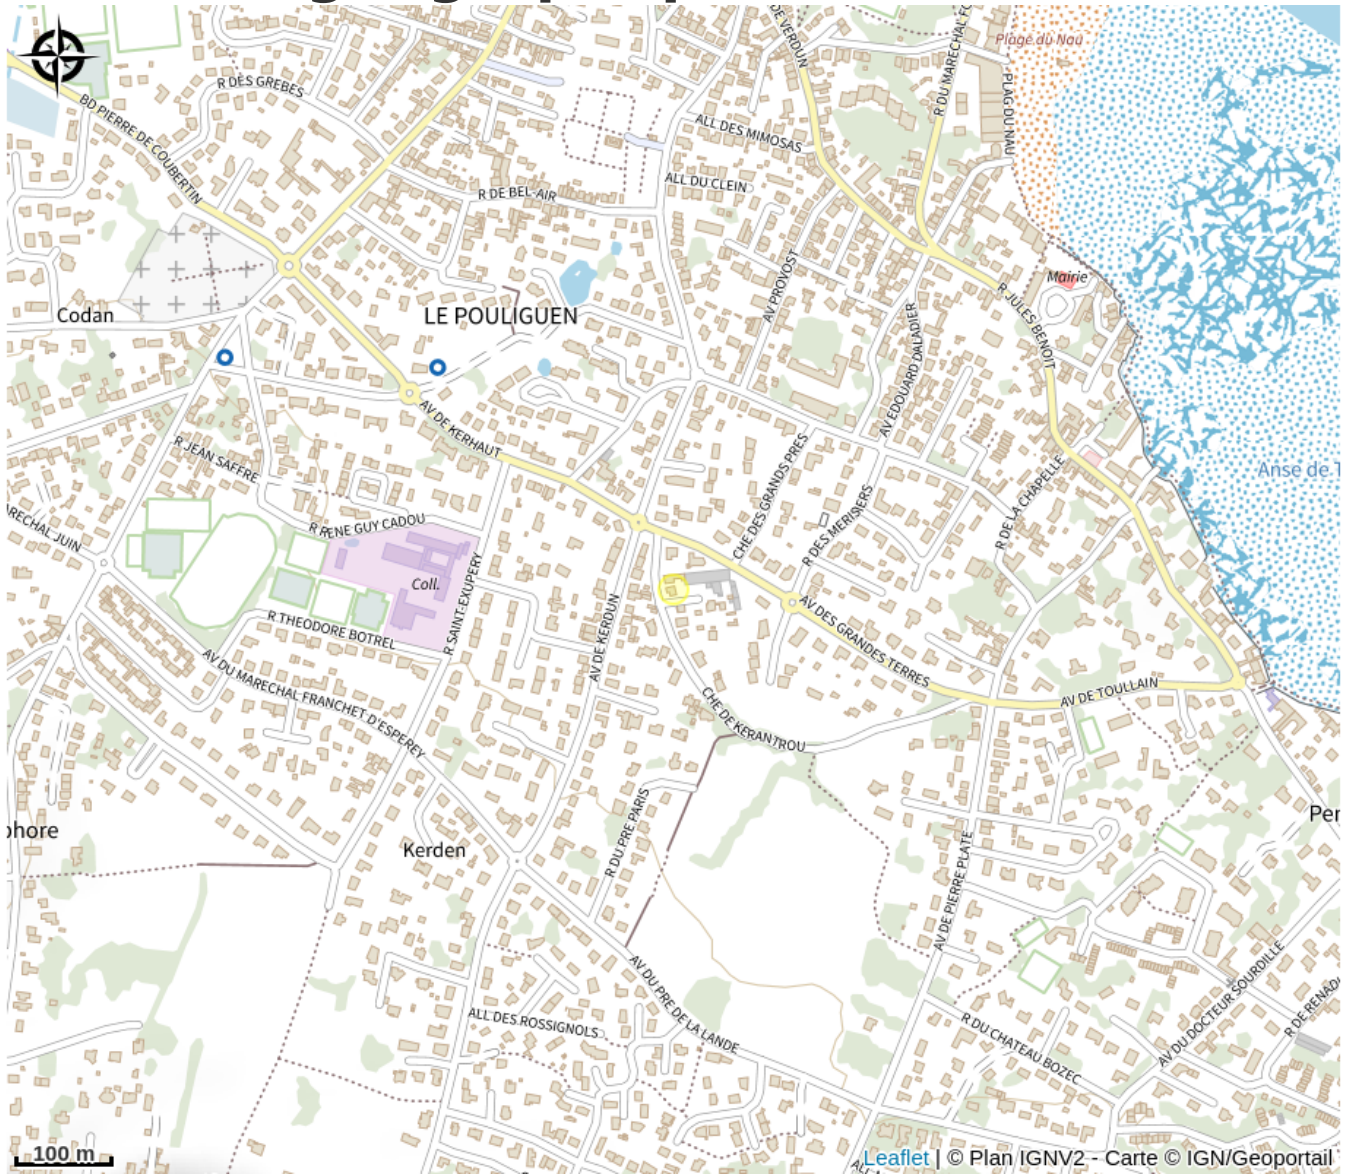 Plage du Nau
DE VERDUN
R DU MARECHAL FO
PLAG DU NAU
R DES GREBES
BD PIERRE DE COUBERTIN
ALL DES MIMOSAS
ALL DU CLEIN
R DE BEL-AIR
Mairie
AV PROVOST
R JULES BENOIT
Codan
LE POULIGUEN
AV EDOUARD DALADIER
AV DE KERHAUT
R JEAN SAFFRE
CHE DES GRANDS PRES
R DE LA CHAPELLE
Anse de T
R DES MERISIERS
ARECHAL JUIN
R RENE GUY CADOU
Coll.
R SAINT-EXUPERY
AV DE KERDUN
R THEODORE BOTREL
AV DES GRANDES TERRES
AV DU MARECHAL FRANCHET D'ESPEREY
CHE DE KERANTROU
AV DE TOULLAIN
R DU PRE PARIS
phore
Kerden
Per
AV DE PIERRE PLATE
AV DU PRE DE LA LANDE
AV DU DOCTEUR SOURDILLE
R DE RENAD
ALL DES ROSSIGNOLS
R DU CHATEAU BOZEC
100 m
ALL
Leaflet | © Plan IGNV2 - Carte © IGN/Geoportail